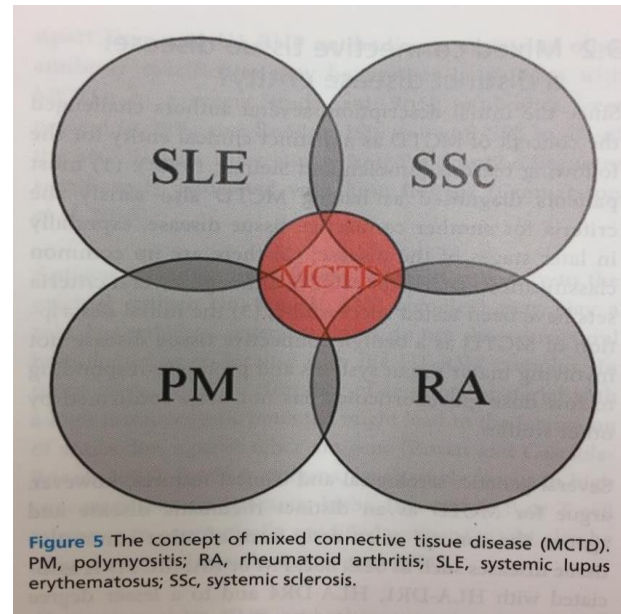 SLE
SSc
MCTD
PM
RA
Figure 5 The concept of mixed connective tissue disease (MCTD).
PM, polymyositis; RA, rheumatoid arthritis; SLE, systemic lupus
erythematosus; SSc, systemic sclerosis.